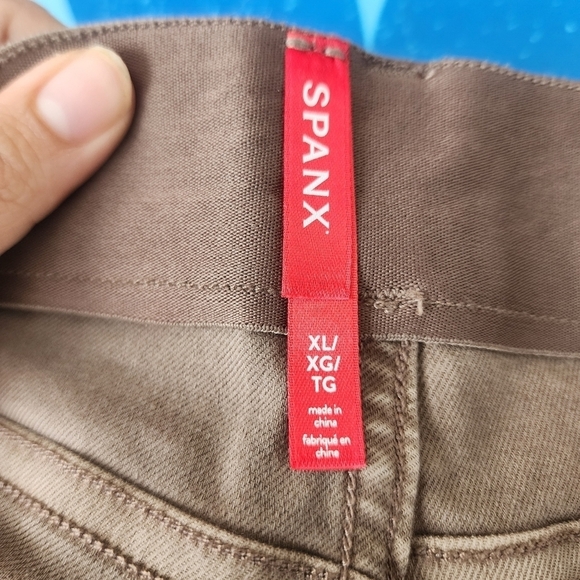 SPANX
XL/
XG/
TG
made in
china
fabriqué en
chine